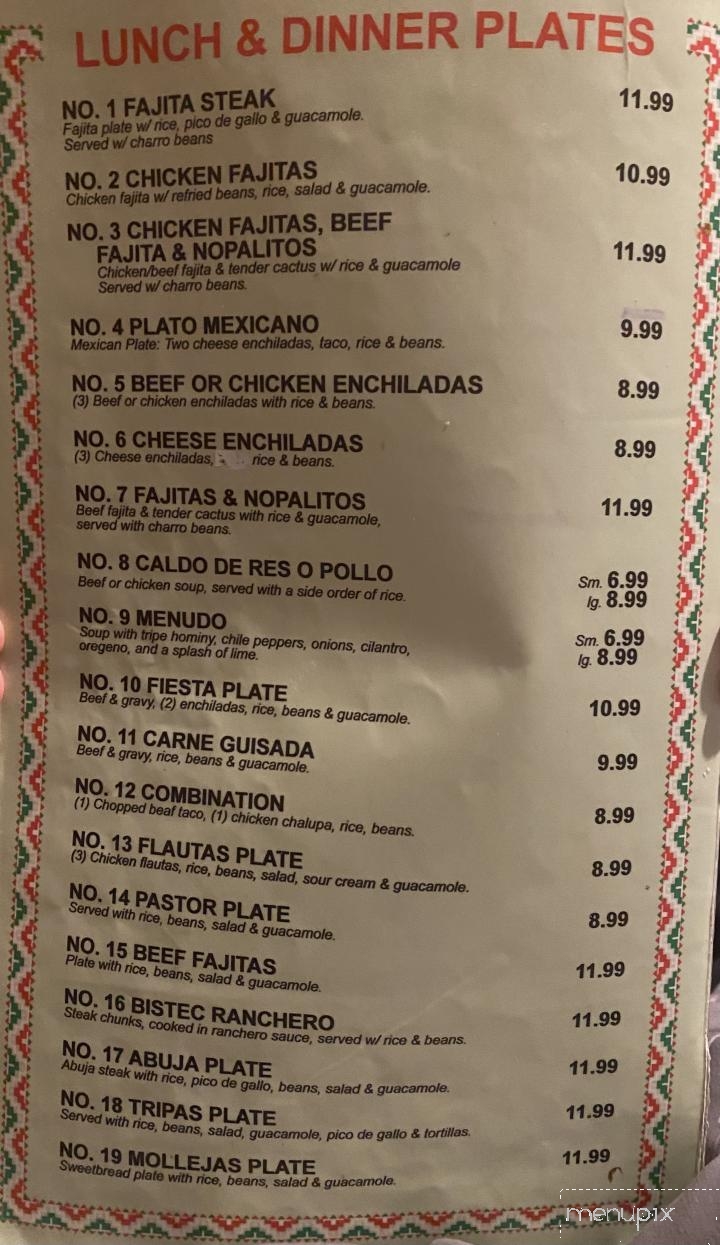 LUNCH & DINNER PLATES
NO. 1 FAJITA STEAK 11.99
Fajita plate w/ rice, pico de gallo & guacamole.
Served w/ charro beans
NO. 2 CHICKEN FAJITAS 10.99
Chicken fajita w/ refried beans, rice, salad & guacamole.
NO. 3 CHICKEN FAJITAS, BEEF
FAJITA & NOPALITOS 11.99
Chicken/beef fajita & tender cactus w/ rice & guacamole
Served w/ charro beans.
NO. 4 PLATO MEXICANO 9.99
Mexican Plate: Two cheese enchiladas, taco, rice & beans.
NO. 5 BEEF OR CHICKEN ENCHILADAS 8.99
(3) Beef or chicken enchiladas with rice & beans.
NO. 6 CHEESE ENCHILADAS 8.99
(3) Cheese enchiladas, rice & beans.
NO. 7 FAJITAS & NOPALITOS 11.99
Beef fajita & tender cactus with rice & guacamole,
served with charro beans.
NO. 8 CALDO DE RES O POLLO Sm. 6.99
Beef or chicken soup, served with a side order of rice. lg. 8.99
NO. 9 MENUDO Sm. 6.99
Soup with tripe hominy, chile peppers, onions, cilantro, lg. 8.99
oregeno, and a splash of lime.
NO. 10 FIESTA PLATE 10.99
Beef & gravy, (2) enchiladas, rice, beans & guacamole.
NO. 11 CARNE GUISADA 9.99
Beef & gravy, rice, beans & guacamole.
NO. 12 COMBINATION 8.99
(1) Chopped beef taco, (1) chicken chalupa, rice, beans.
NO. 13 FLAUTAS PLATE 8.99
(3) Chicken flautas, rice, beans, salad, sour cream & guacamole.
NO. 14 PASTOR PLATE 8.99
Served with rice, beans, salad & guacamole.
NO. 15 BEEF FAJITAS 11.99
Plate with rice, beans, salad & guacamole.
NO. 16 BISTEC RANCHERO 11.99
Steak chunks, cooked in ranchero sauce, served w/ rice & beans.
NO. 17 ABUJA PLATE 11.99
Abuja steak with rice, pico de gallo, beans, salad & guacamole.
NO. 18 TRIPAS PLATE 11.99
Served with rice, beans, salad, guacamole, pico de gallo & tortillas.
NO. 19 MOLLEJAS PLATE 11.99
Sweetbread plate with rice, beans, salad & guacamole.
menupix